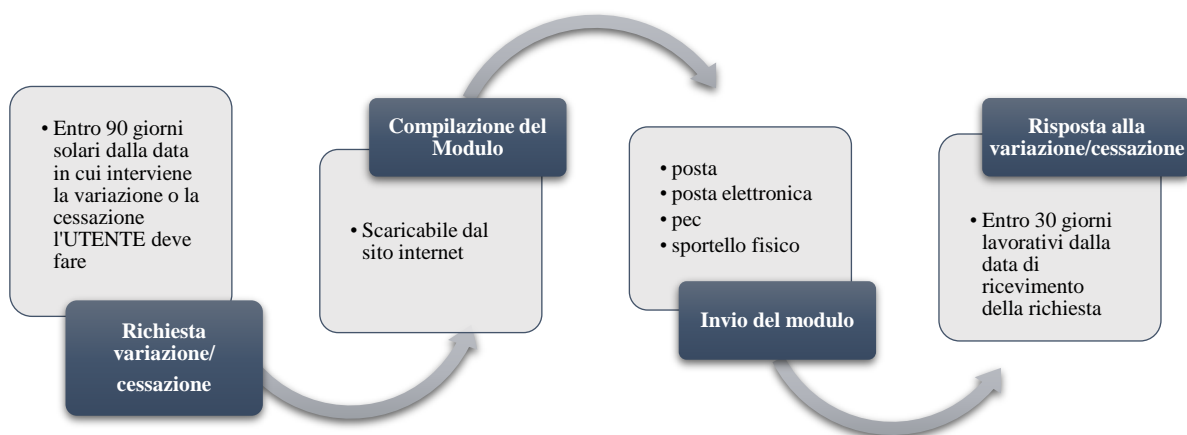 • Entro 90 giorni
solari dalla data
in cui interviene
la variazione o la
cessazione
l'UTENTE deve
fare
Richiesta
variazione/
cessazione
Compilazione del
Modulo
• Scaricabile dal
sito internet
• posta
• posta elettronica
• pec
• sportello fisico
Invio del modulo
Risposta alla
variazione/cessazione
• Entro 30 giorni
lavorativi dalla
data di
ricevimento
della richiesta